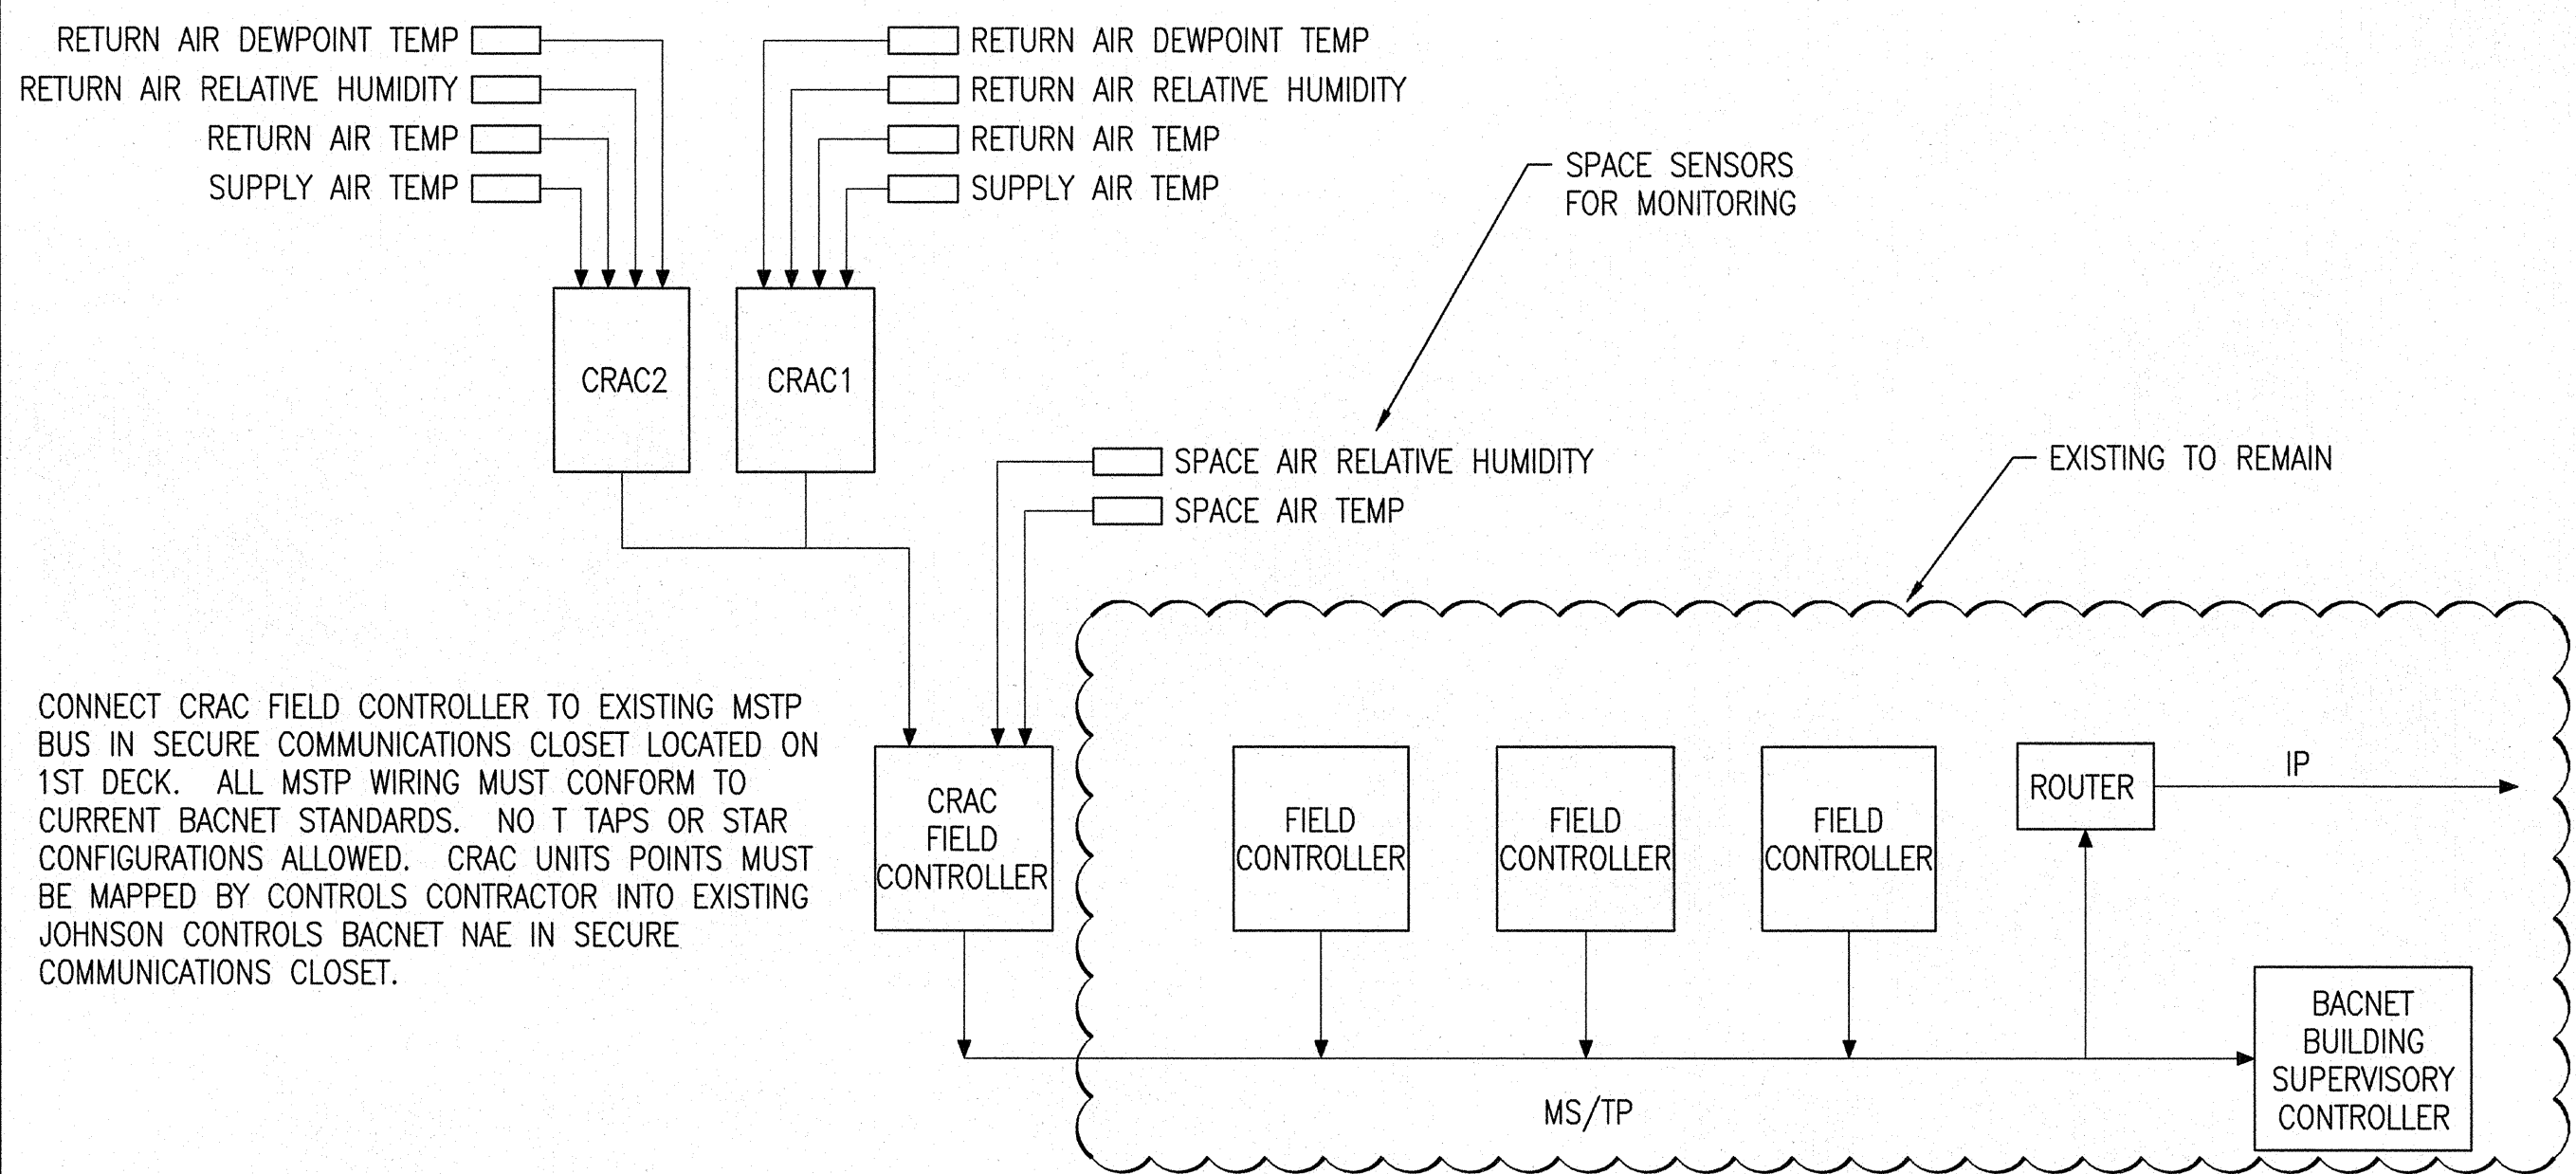 RETURN AIR DEWPOINT TEMP
RETURN AIR RELATIVE HUMIDITY
RETURN AIR TEMP
SUPPLY AIR TEMP
RETURN AIR DEWPOINT TEMP
RETURN AIR RELATIVE HUMIDITY
RETURN AIR TEMP
SUPPLY AIR TEMP
SPACE SENSORS
FOR MONITORING
CRAC2
CRAC1
SPACE AIR RELATIVE HUMIDITY
SPACE AIR TEMP
EXISTING TO REMAIN
CONNECT CRAC FIELD CONTROLLER TO EXISTING MSTP
BUS IN SECURE COMMUNICATIONS CLOSET LOCATED ON
1ST DECK. ALL MSTP WIRING MUST CONFORM TO
CURRENT BACNET STANDARDS. NO T TAPS OR STAR
CONFIGURATIONS ALLOWED. CRAC UNITS POINTS MUST
BE MAPPED BY CONTROLS CONTRACTOR INTO EXISTING
JOHNSON CONTROLS BACNET NAE IN SECURE
COMMUNICATIONS CLOSET.
CRAC
FIELD
CONTROLLER
FIELD
CONTROLLER
FIELD
CONTROLLER
FIELD
CONTROLLER
ROUTER
IP
BACNET
BUILDING
SUPERVISORY
CONTROLLER
MS/TP